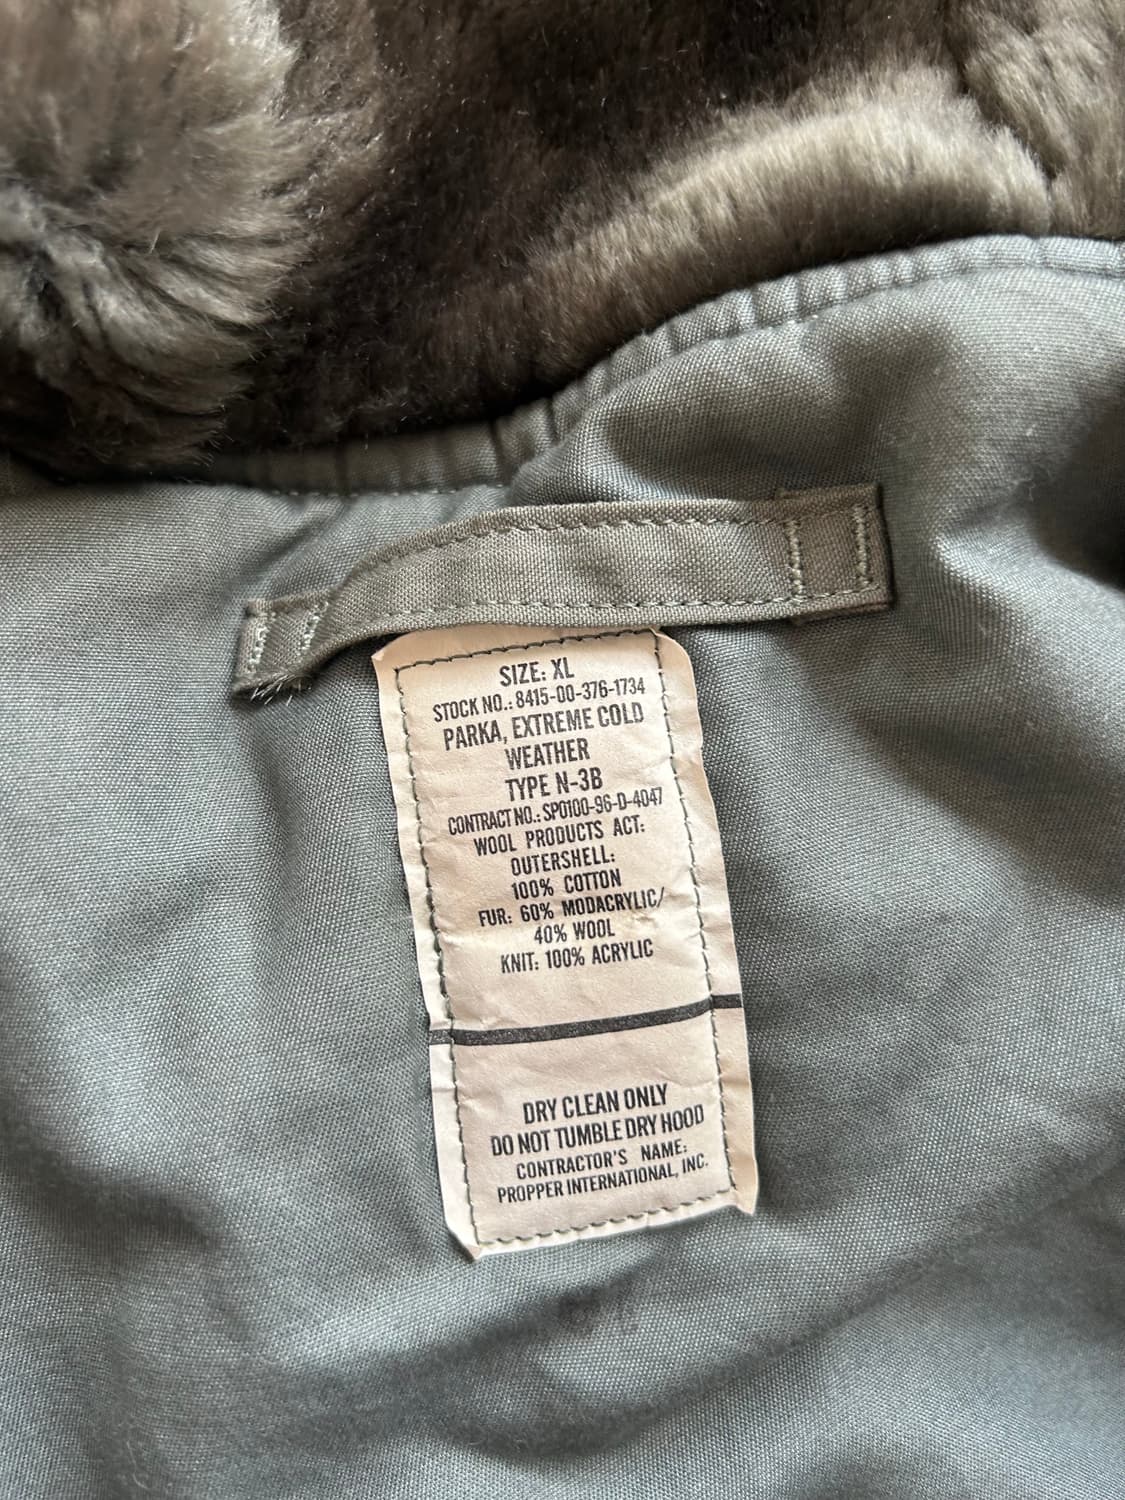 SIZE: XL
STOCK NO.: 8415-00-376-1734
PARKA, EXTREME COLD
WEATHER
TYPE N-3B
CONTRACT NO.: SP0100-96-D-4047
WOOL PRODUCTS ACT:
OUTERSHELL:
100% COTTON
FUR: 60% MODACRYLIC/
40% WOOL
KNIT: 100% ACRYLIC
DRY CLEAN ONLY
DO NOT TUMBLE DRY HOOD
CONTRACTOR'S NAME:
PROPPER INTERNATIONAL, INC.